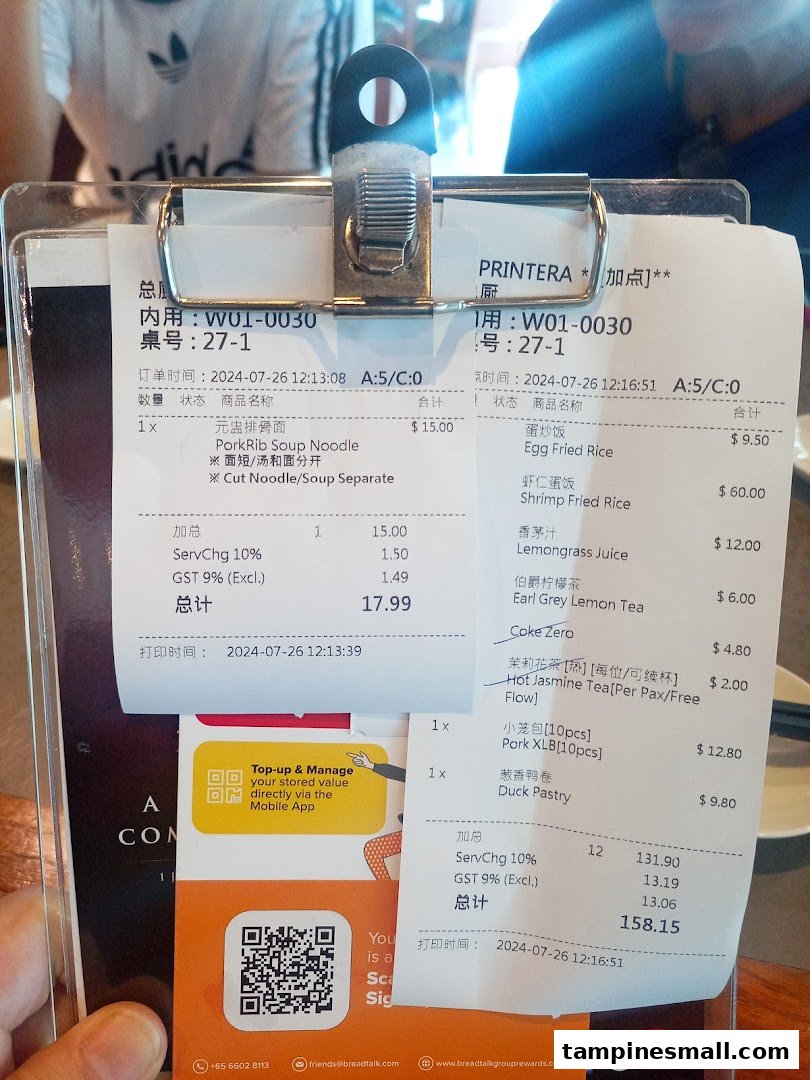 adidas
总厨
内用：W01-0030
桌号：27-1
订单时间：2024-07-26 12:13:08 A:5/C:0
数量 状态 商品名称 合计
1 x 元盅排骨面 $ 15.00
PorkRib Soup Noodle
※ 面短/汤和面分开
※ Cut Noodle/Soup Separate
加总 1 15.00
ServChg 10% 1.50
GST 9% (Excl.) 1.49
总计 17.99
打印时间： 2024-07-26 12:13:39
PRINTERA ** [加点]**
厨
用：W01-0030
号：27-1
时间：2024-07-26 12:16:51 A:5/C:0
状态 商品名称 合计
蛋炒饭 $ 9.50
Egg Fried Rice
虾仁蛋饭 $ 60.00
Shrimp Fried Rice
香茅汁 $ 12.00
Lemongrass Juice
伯爵柠檬茶 $ 6.00
Earl Grey Lemon Tea
Coke Zero $ 4.80
茉莉花茶 [热] [每位/可续杯] $ 2.00
Hot Jasmine Tea[Per Pax/Free
Flow]
1 x 小笼包[10pcs] $ 12.80
Pork XLB[10pcs]
1 x 葱香鸭卷 $ 9.80
Duck Pastry
加总 12 131.90
ServChg 10% 13.19
GST 9% (Excl.) 13.06
总计 158.15
打印时间： 2024-07-26 12:16:51
Top-up & Manage
your stored value
directly via the
Mobile App
A
COM
You
is a
Sca
Sig
+65 6602 8113 friends@breadtalk.com www.breadtalkgrouprewards.co
tampinesmall.com